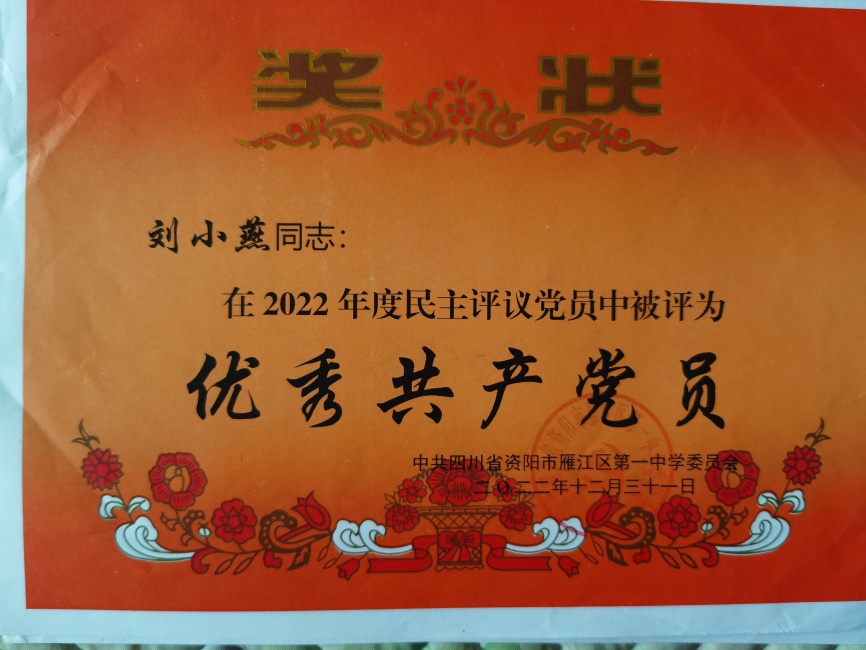 奖状
刘小燕同志：
在2022年度民主评议党员中被评为
优秀共产党员
中共四川省资阳市雁江区第一中学委员会
二〇二二年十二月三十一日